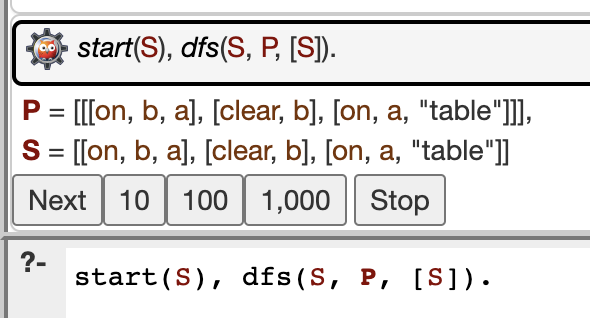 start(S), dfs(S, P, [S]).
P = [[[on, b, a], [clear, b], [on, a, "table"]]],
S = [[on, b, a], [clear, b], [on, a, "table"]]
Next 10 100 1,000 Stop
?- start(S), dfs(S, P, [S]).